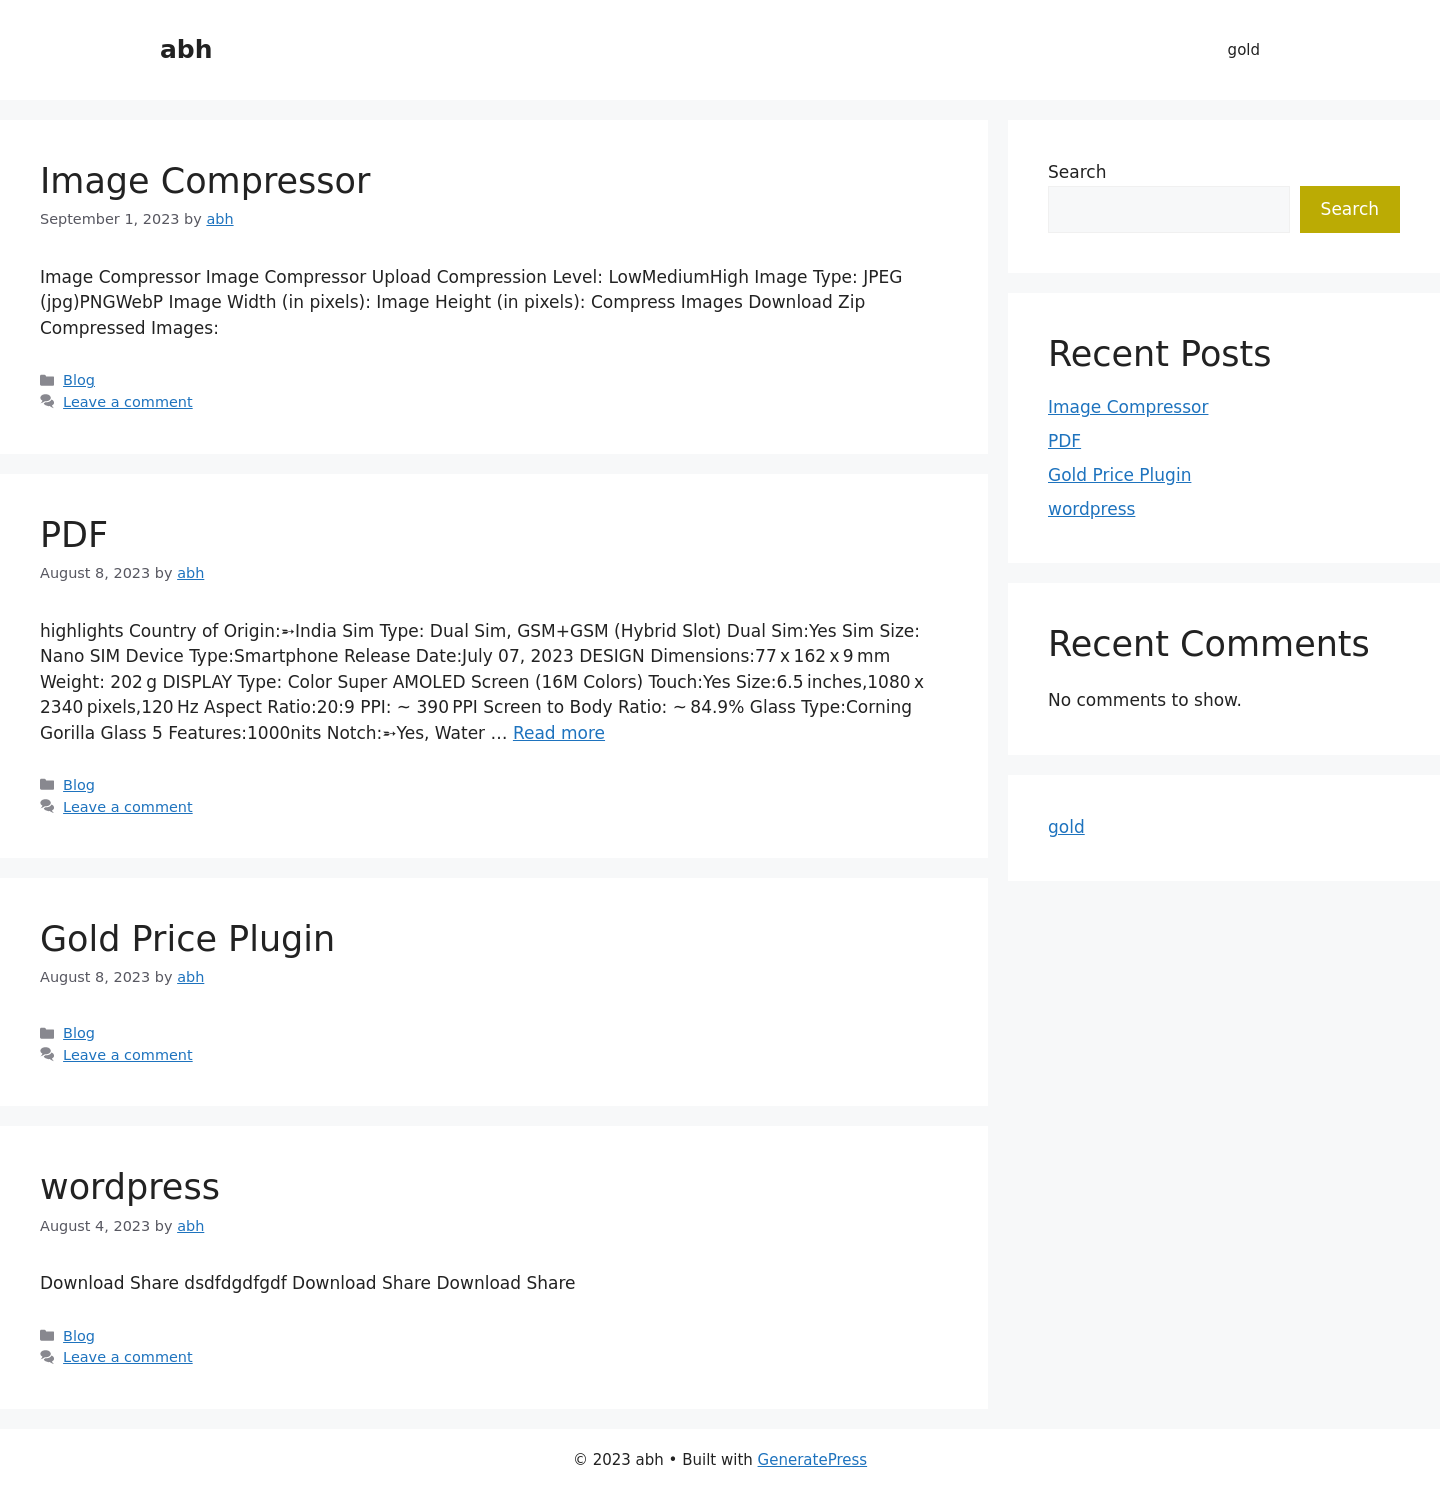 abh
gold
Image Compressor
September 1, 2023 by abh
Image Compressor Image Compressor Upload Compression Level: LowMediumHigh Image Type: JPEG
(jpg)PNGWebP Image Width (in pixels): Image Height (in pixels): Compress Images Download Zip
Compressed Images:
Blog
Leave a comment
PDF
August 8, 2023 by abh
highlights Country of Origin:➵India Sim Type: Dual Sim, GSM+GSM (Hybrid Slot) Dual Sim:Yes Sim Size:
Nano SIM Device Type:Smartphone Release Date:July 07, 2023 DESIGN Dimensions:77 x 162 x 9 mm
Weight: 202 g DISPLAY Type: Color Super AMOLED Screen (16M Colors) Touch:Yes Size:6.5 inches,1080 x
2340 pixels,120 Hz Aspect Ratio:20:9 PPI: ~ 390 PPI Screen to Body Ratio: ~ 84.9% Glass Type:Corning
Gorilla Glass 5 Features:1000nits Notch:➵Yes, Water … Read more
Blog
Leave a comment
Gold Price Plugin
August 8, 2023 by abh
Blog
Leave a comment
wordpress
August 4, 2023 by abh
Download Share dsdfdgdfgdf Download Share Download Share
Blog
Leave a comment
Search
Search
Recent Posts
Image Compressor
PDF
Gold Price Plugin
wordpress
Recent Comments
No comments to show.
gold
© 2023 abh • Built with GeneratePress